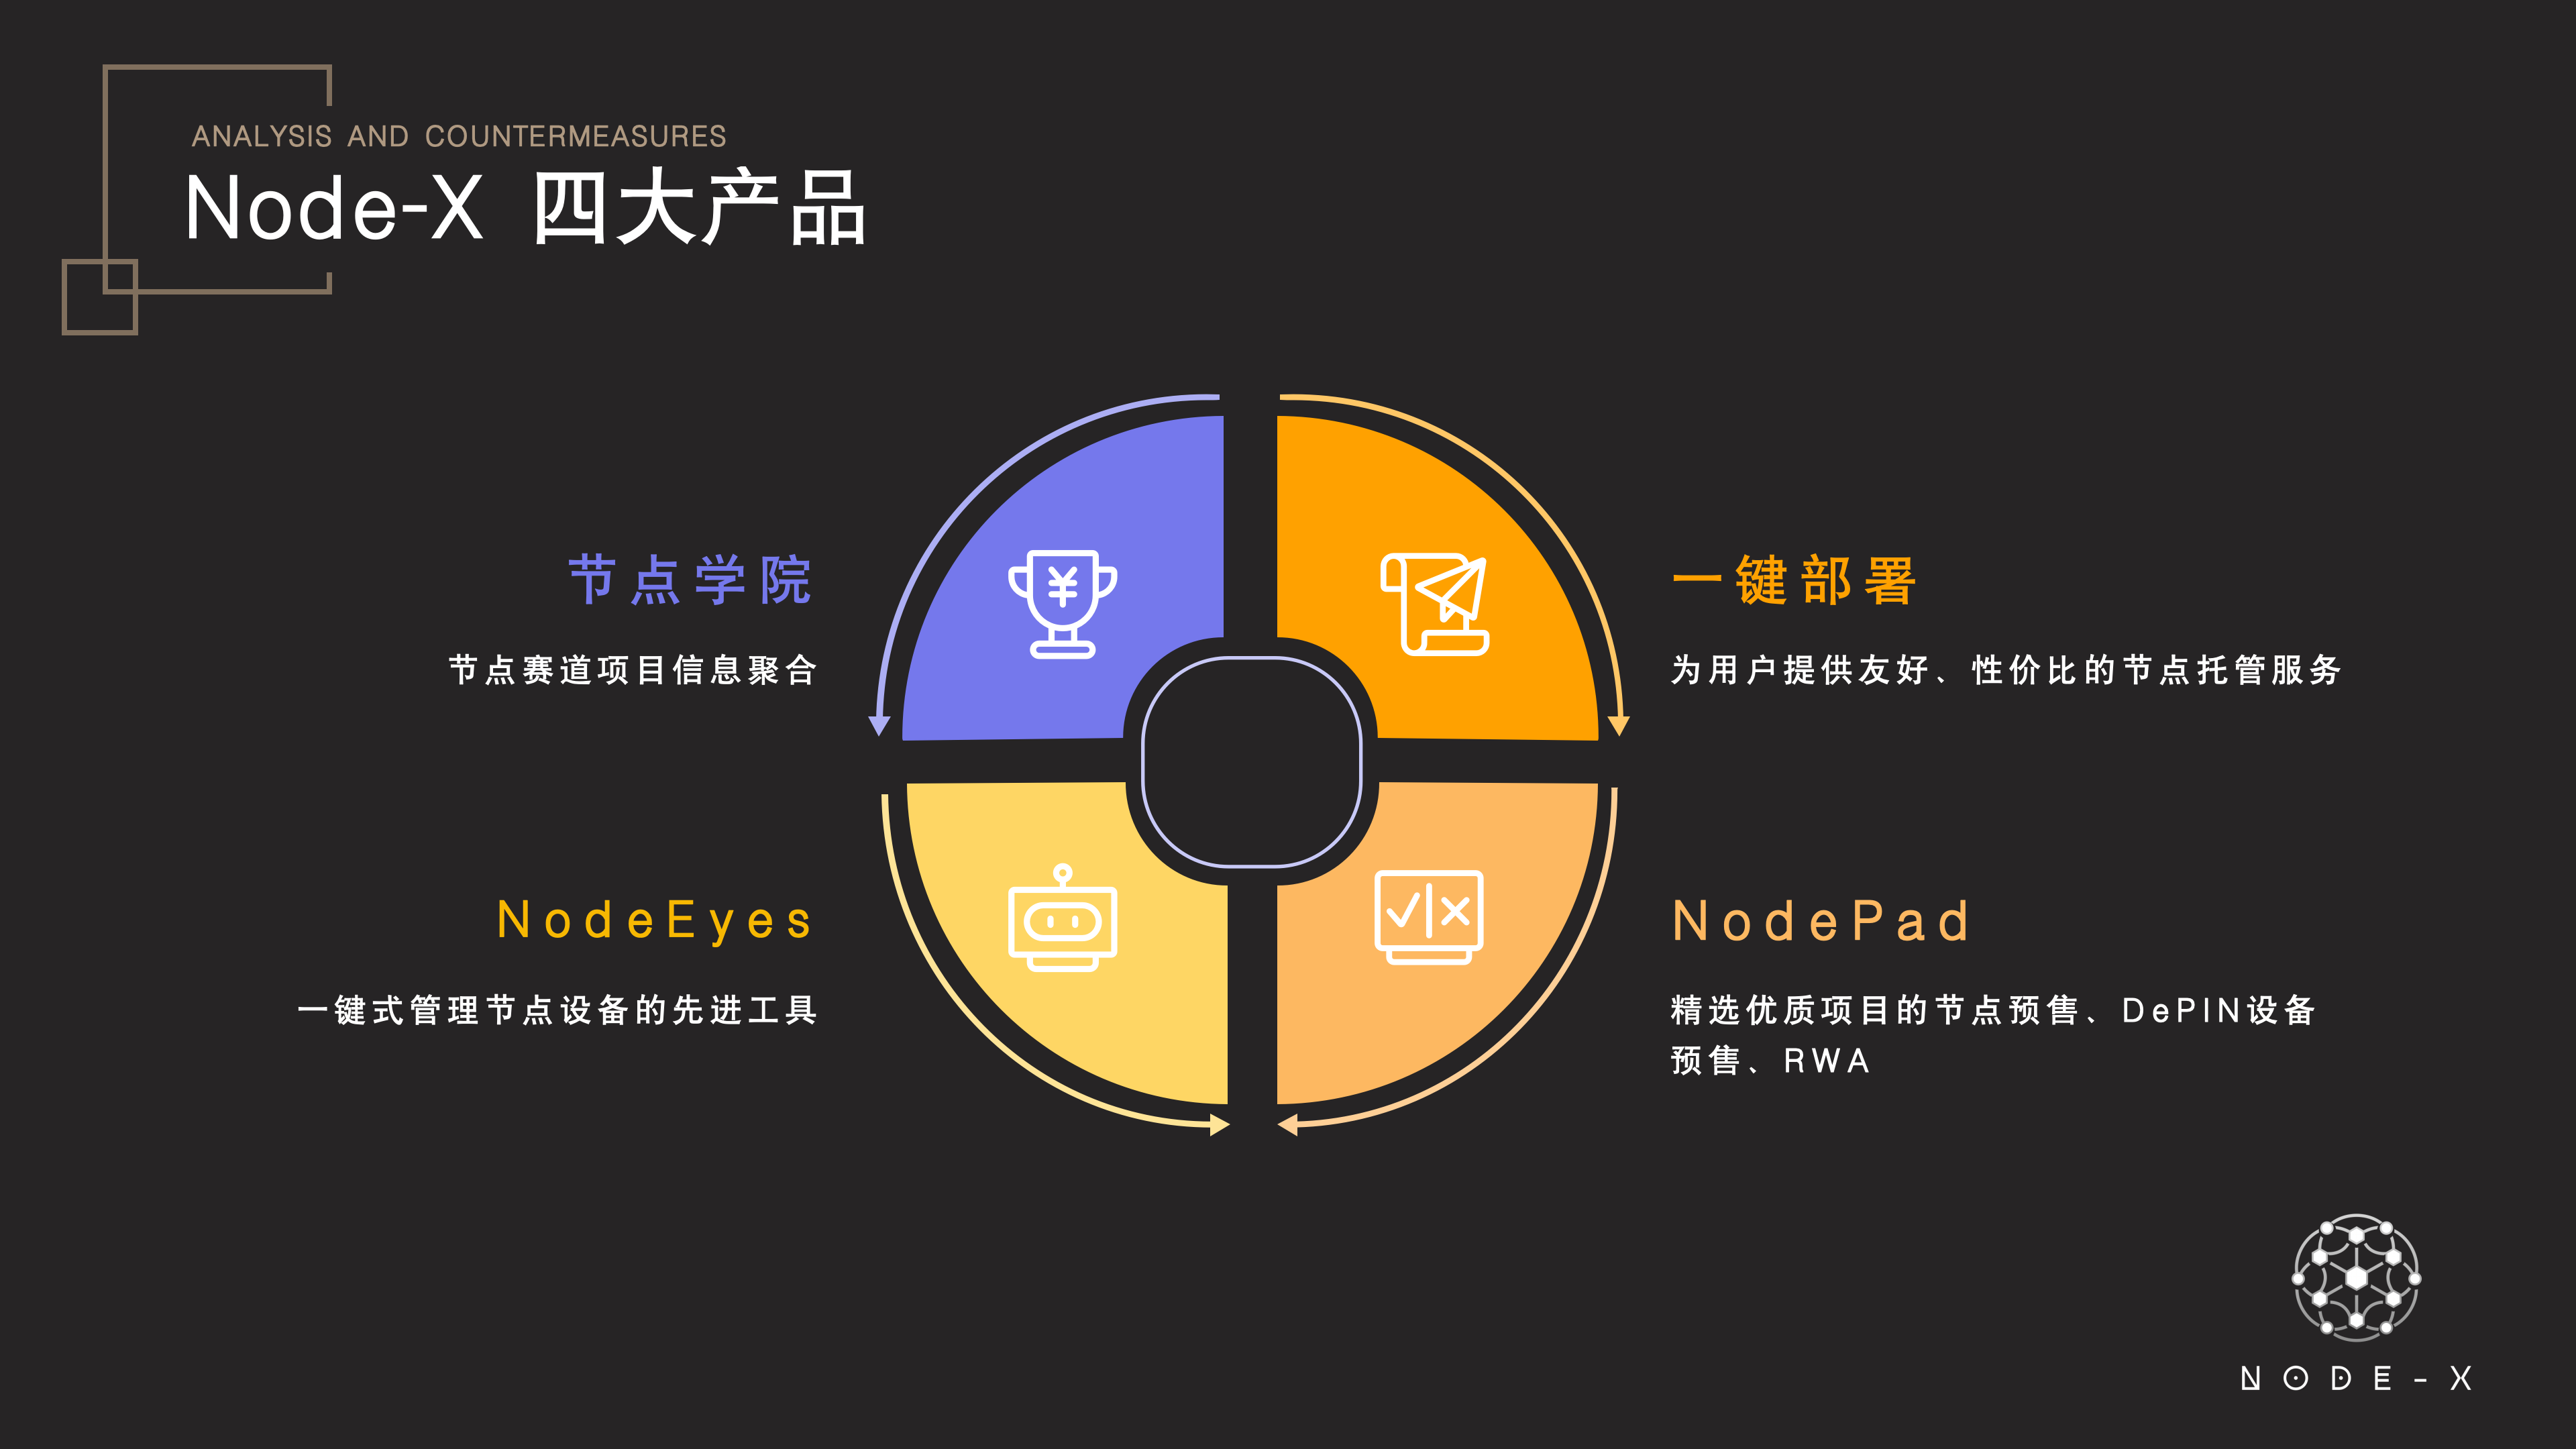 ANALYSIS AND COUNTERMEASURES
Node-X 四大产品
节点学院
节点赛道项目信息聚合
¥
一键部署
为用户提供友好、性价比的节点托管服务
NodeEyes
一键式管理节点设备的先进工具
NodePad
精选优质项目的节点预售、DePIN设备
预售、RWA
NODE-X